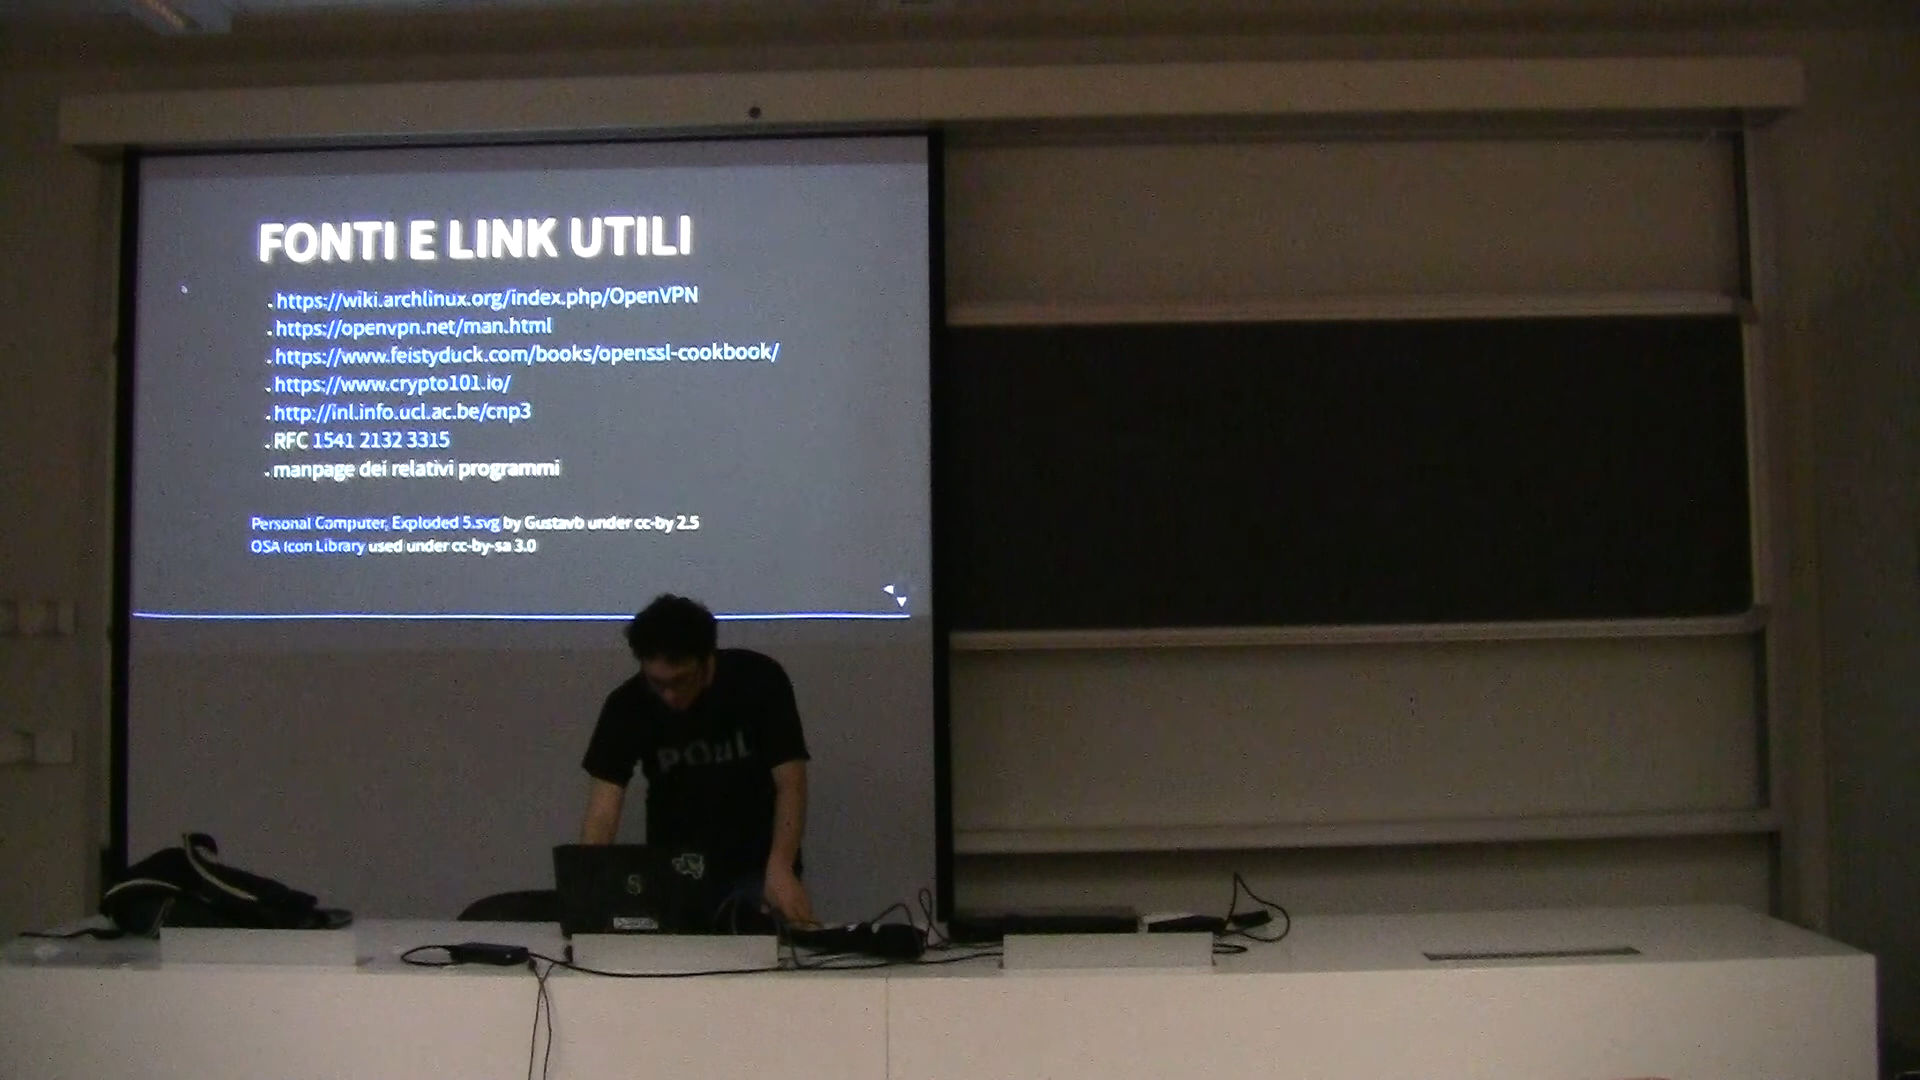 FONTI E LINK UTILI
https://wiki.archlinux.org/index.php/OpenVPN
https://openvpn.net/man.html
https://www.feistyduck.com/books/openssl-cookbook/
https://www.crypto101.io/
http://inl.info.ucl.ac.be/cnp3
RFC 1541 2132 3315
manpage dei relativi programmi
Personal Computer, Exploded 5.svg by Gustavb under cc-by 2.5
OSA Icon Library used under cc-by-sa 3.0
POuL